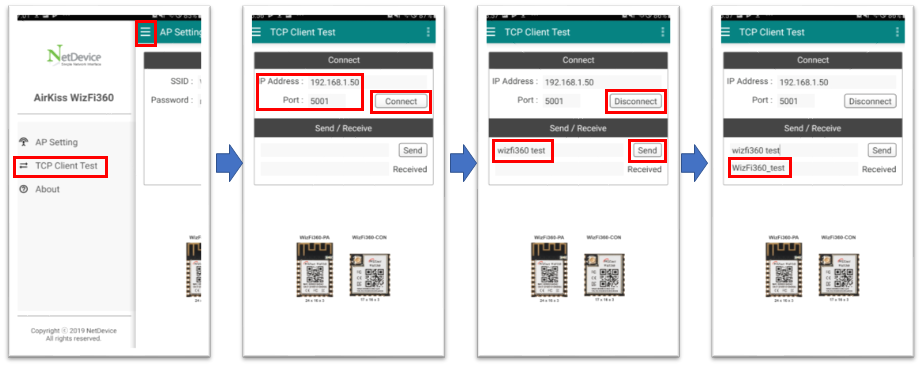 AP Setting
NetDevice
AirKiss WizFi360
AP Setting
TCP Client Test
About
Copyright ⓒ 2019 NetDevice
All rights reserved.
SSID :
Password :
TCP Client Test
Connect
IP Address : 192.168.1.50
Port : 5001 Connect
Send / Receive
Send
Received
WizFi360-PA WizFi360-CON
TCP Client Test
Connect
IP Address : 192.168.1.50
Port : 5001 Disconnect
Send / Receive
wizfi360 test Send
Received
WizFi360-PA WizFi360-CON
TCP Client Test
Connect
IP Address : 192.168.1.50
Port : 5001 Disconnect
Send / Receive
wizfi360 test Send
WizFi360_test Received
WizFi360-PA WizFi360-CON